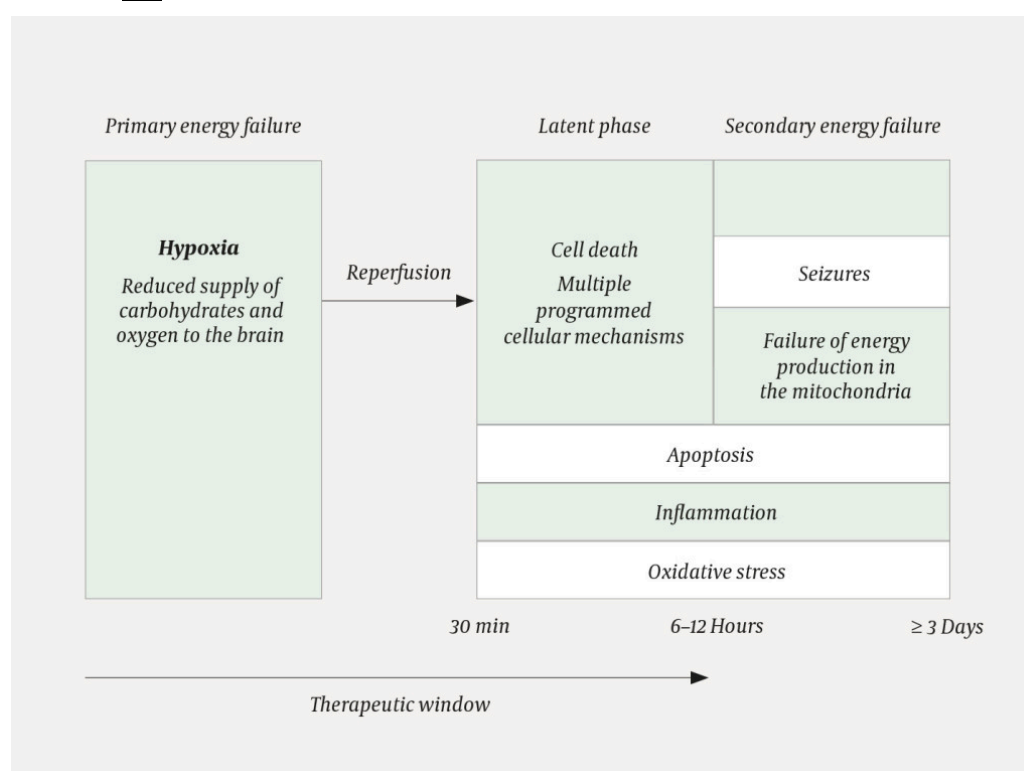 Primary energy failure
Latent phase
Secondary energy failure
Hypoxia
Reduced supply of
carbohydrates and
oxygen to the brain
Reperfusion
Cell death
Multiple
programmed
cellular mechanisms
Seizures
Failure of energy
production in
the mitochondria
Apoptosis
Inflammation
Oxidative stress
30 min
6–12 Hours
≥ 3 Days
Therapeutic window